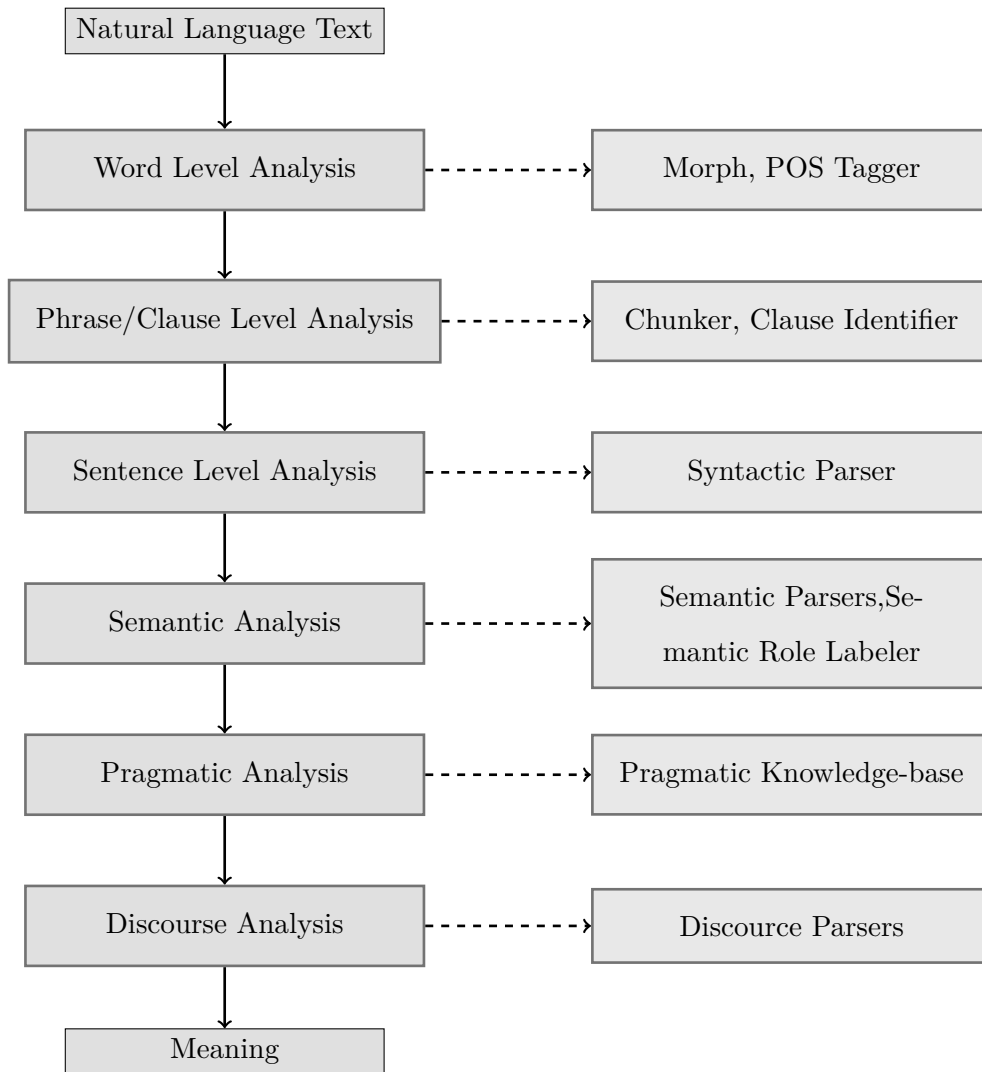 Natural Language Text
Word Level Analysis
Morph, POS Tagger
Phrase/Clause Level Analysis
Chunker, Clause Identifier
Sentence Level Analysis
Syntactic Parser
Semantic Analysis
Semantic Parsers,Se-
mantic Role Labeler
Pragmatic Analysis
Pragmatic Knowledge-base
Discourse Analysis
Discource Parsers
Meaning